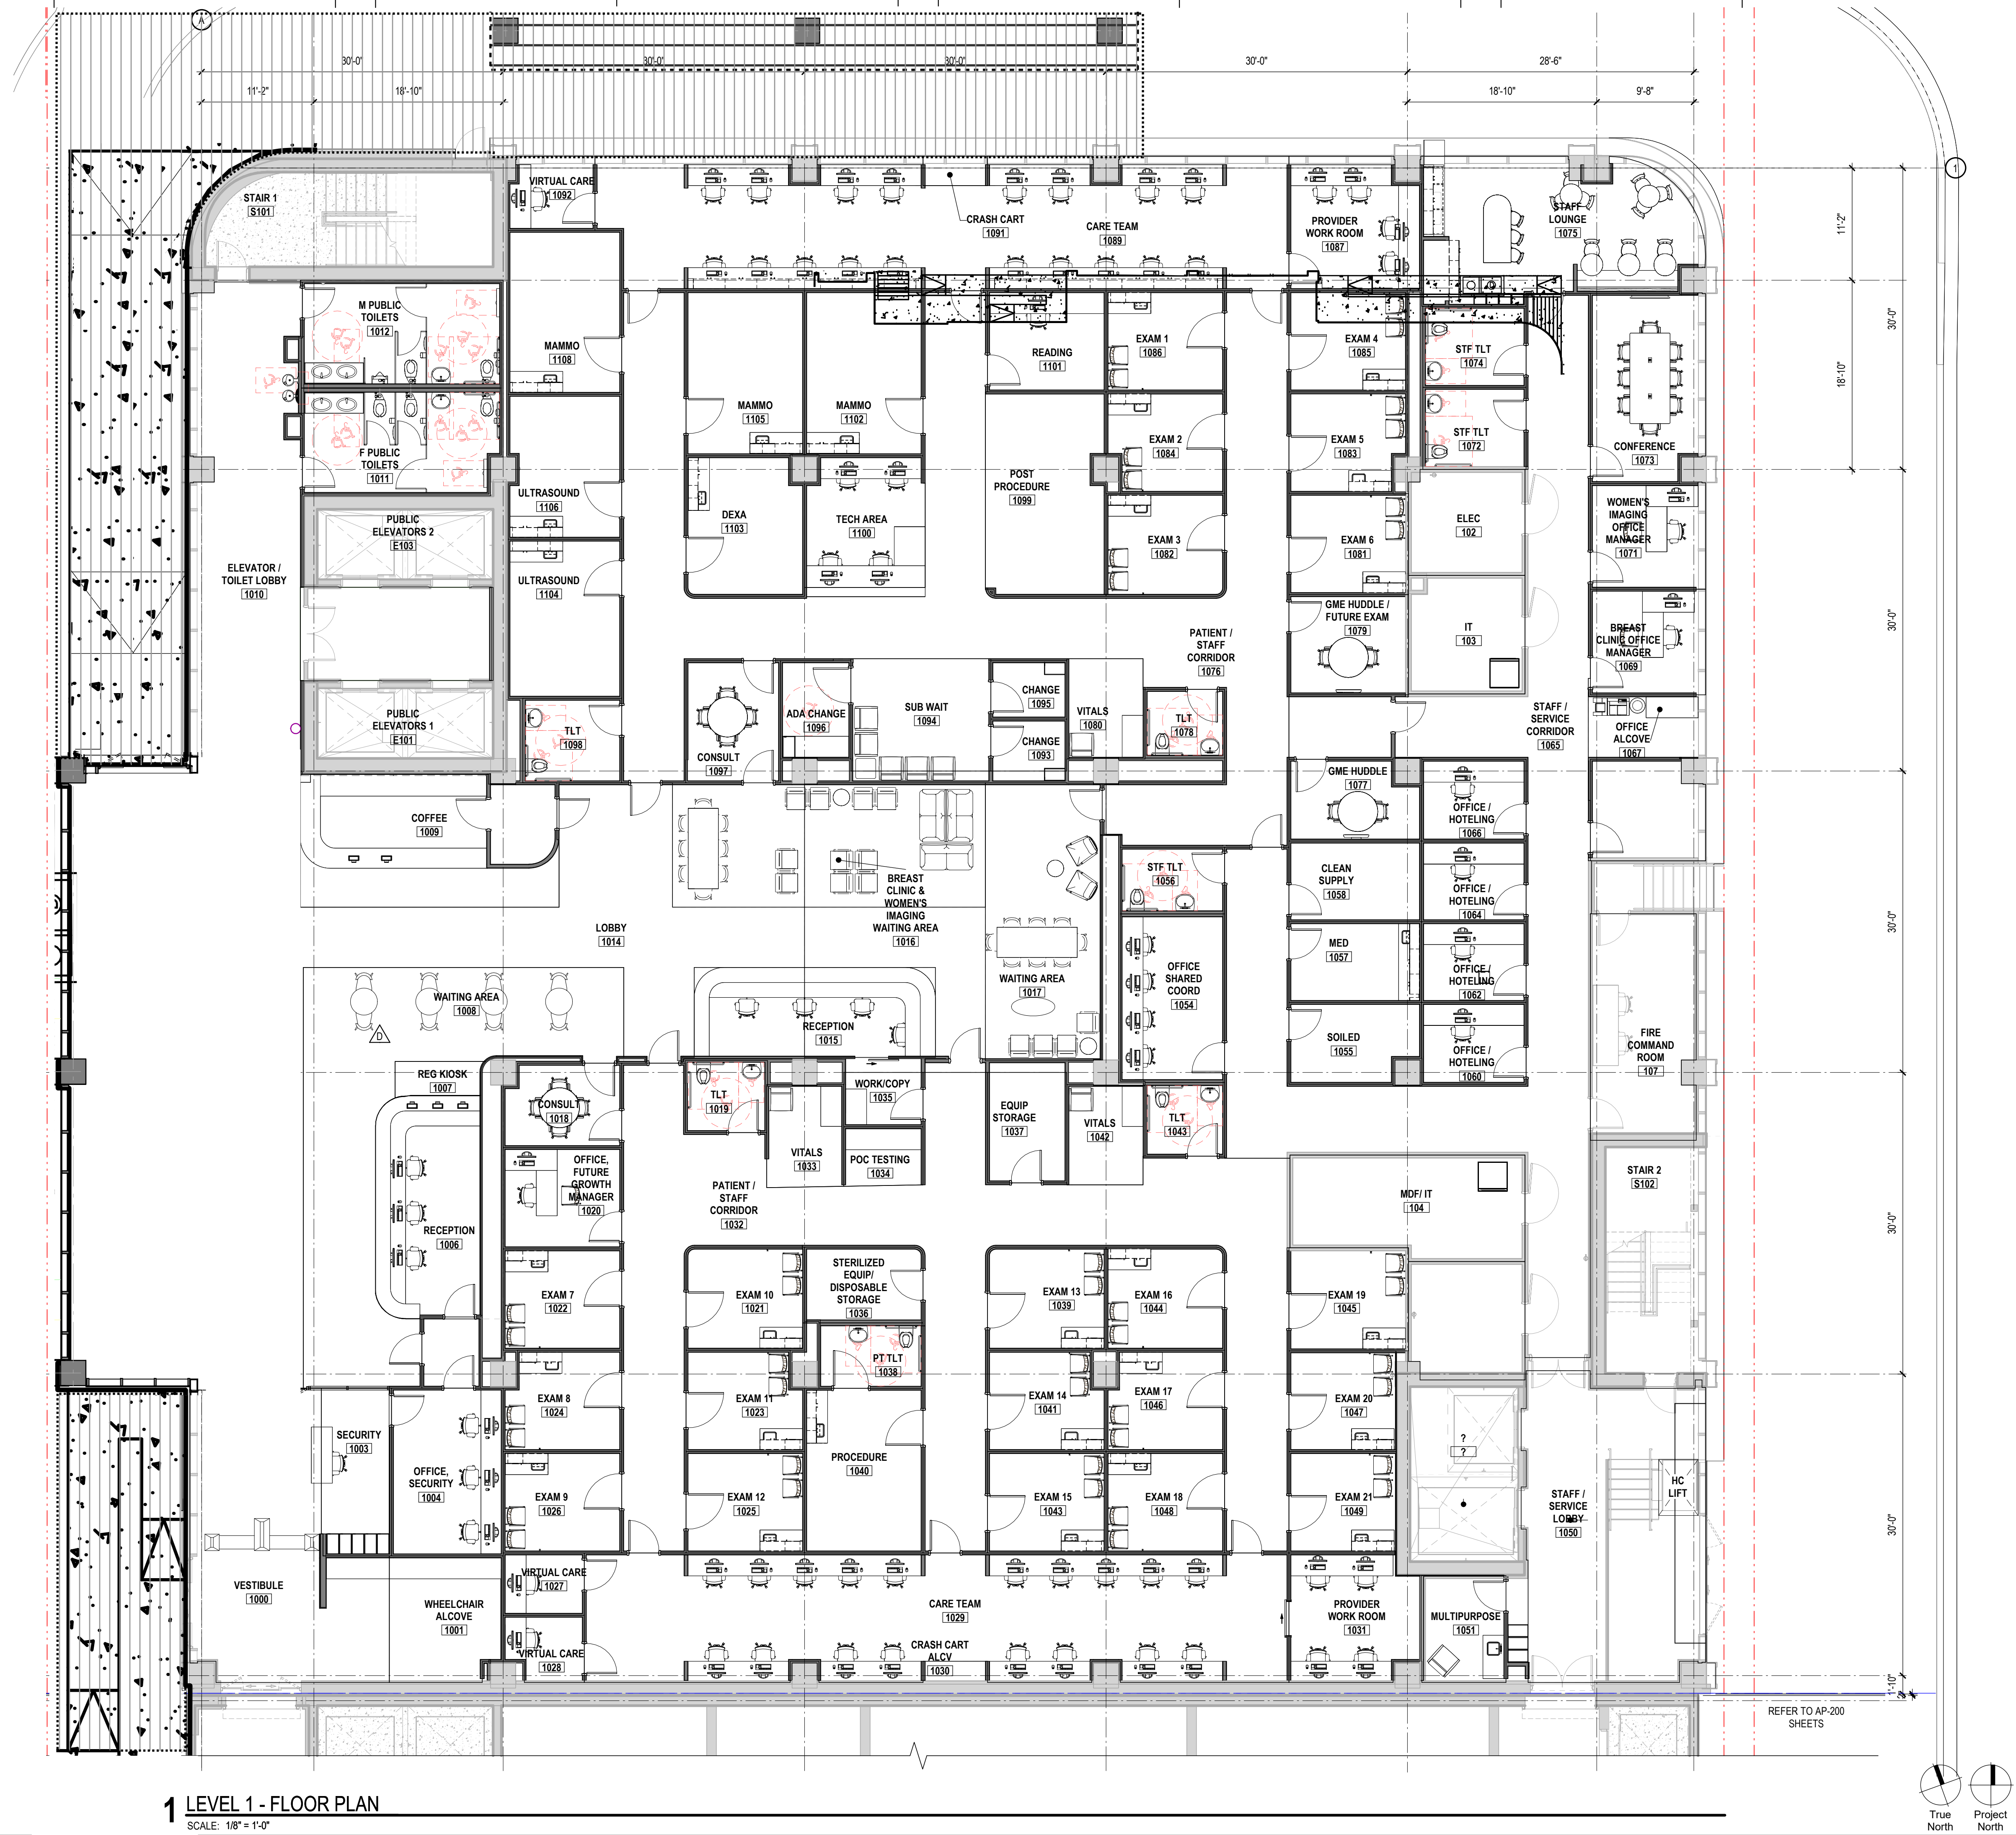 A
30'-0"
30'-0"
30'-0"
30'-0"
28'-6"
11'-2"
18'-10"
18'-10"
9'-8"
1
VIRTUAL CARE
1092
STAIR 1
S101
CRASH CART
1091
CARE TEAM
1089
PROVIDER
WORK ROOM
1087
STAFF
LOUNGE
1075
11'-2"
M PUBLIC
TOILETS
1012
MAMMO
1108
READING
1101
EXAM 1
1086
EXAM 4
1085
STF TLT
1074
30'-0"
18'-10"
MAMMO
1105
MAMMO
1102
EXAM 2
1084
EXAM 5
1083
STF TLT
1072
CONFERENCE
1073
F PUBLIC
TOILETS
1011
POST
PROCEDURE
1099
ULTRASOUND
1106
DEXA
1103
TECH AREA
1100
EXAM 3
1082
EXAM 6
1081
ELEC
102
WOMEN'S
IMAGING
OFFICE
MANAGER
1071
PUBLIC
ELEVATORS 2
E103
ELEVATOR /
TOILET LOBBY
1010
ULTRASOUND
1104
GME HUDDLE /
FUTURE EXAM
1079
IT
103
BREAST
CLINIC OFFICE
MANAGER
1069
30'-0"
PATIENT /
STAFF
CORRIDOR
1076
PUBLIC
ELEVATORS 1
E101
TLT
1098
CONSULT
1097
ADA CHANGE
1096
SUB WAIT
1094
CHANGE
1095
CHANGE
1093
VITALS
1080
TLT
1078
STAFF /
SERVICE
CORRIDOR
1065
OFFICE
ALCOVE
1067
COFFEE
1009
GME HUDDLE
1077
OFFICE /
HOTELING
1066
BREAST
CLINIC &
WOMEN'S
IMAGING
WAITING AREA
1016
STF TLT
1056
CLEAN
SUPPLY
1058
OFFICE /
HOTELING
1064
30'-0"
LOBBY
1014
MED
1057
OFFICE /
HOTELING
1062
WAITING AREA
1017
OFFICE
SHARED
COORD
1054
WAITING AREA
1008
D
RECEPTION
1015
SOILED
1055
OFFICE /
HOTELING
1060
FIRE
COMMAND
ROOM
107
REG KIOSK
1007
CONSULT
1018
TLT
1019
WORK/COPY
1035
EQUIP
STORAGE
1037
VITALS
1042
TLT
1043
VITALS
1033
POC TESTING
1034
OFFICE,
FUTURE
GROWTH
MANAGER
1020
PATIENT /
STAFF
CORRIDOR
1032
MDF/ IT
104
STAIR 2
S102
30'-0"
RECEPTION
1006
EXAM 7
1022
EXAM 10
1021
STERILIZED
EQUIP/
DISPOSABLE
STORAGE
1036
EXAM 13
1039
EXAM 16
1044
EXAM 19
1045
PT TLT
1038
EXAM 8
1024
EXAM 11
1023
EXAM 14
1041
EXAM 17
1046
EXAM 20
1047
SECURITY
1003
PROCEDURE
1040
?
?
OFFICE,
SECURITY
1004
EXAM 9
1026
EXAM 12
1025
EXAM 15
1043
EXAM 18
1048
EXAM 21
1049
STAFF /
SERVICE
LOBBY
1050
HC
LIFT
30'-0"
VESTIBULE
1000
WHEELCHAIR
ALCOVE
1001
VIRTUAL CARE
1027
VIRTUAL CARE
1028
CARE TEAM
1029
CRASH CART
ALCV
1030
PROVIDER
WORK ROOM
1031
MULTIPURPOSE
1051
1'-10"
REFER TO AP-200
SHEETS
1 LEVEL 1 - FLOOR PLAN
SCALE: 1/8" = 1'-0"
True
North
Project
North